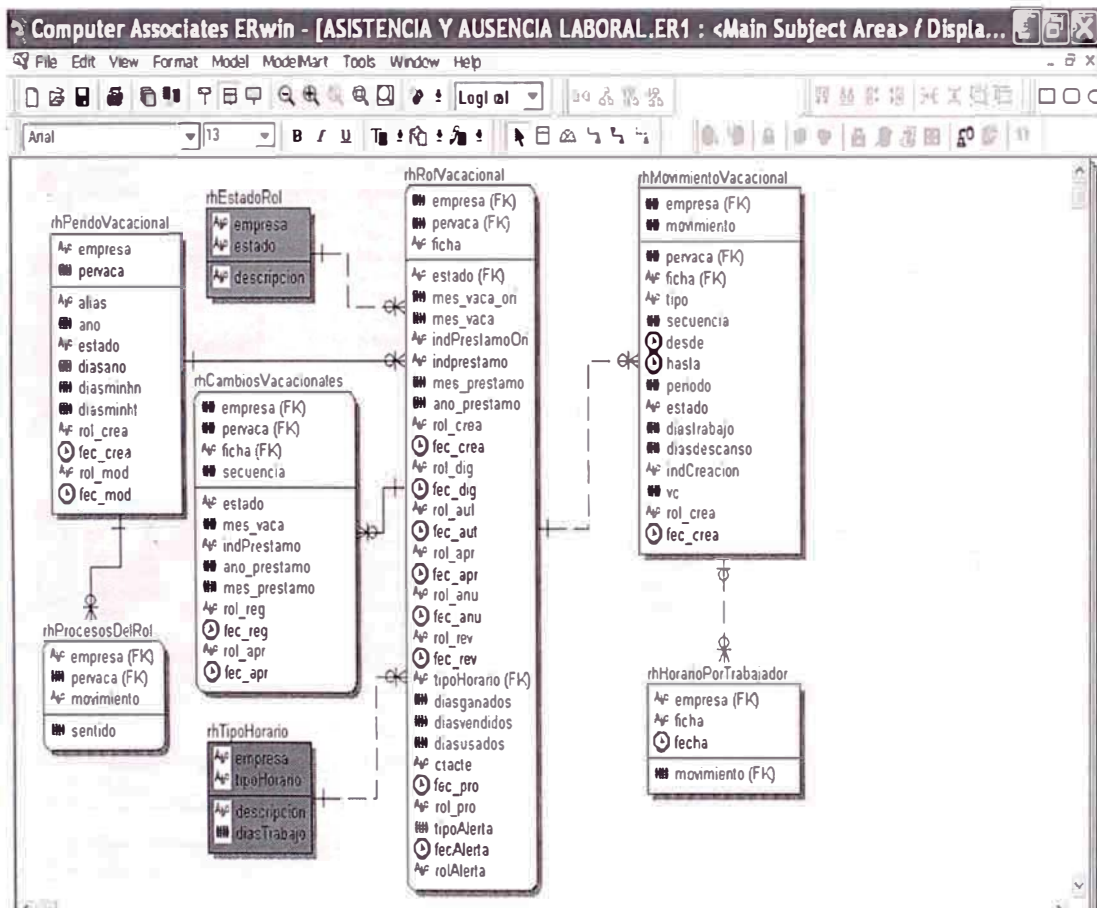 Computer Associates ERwin - [ASISTENCIA Y AUSENCIA LABORAL.ER1 : <Main Subject Area> / Displa...
File Edit View Format Model ModelMart Tools Window Help
Logical
Arial 13 B I U
rhPeridoVacacional
empresa
pervaca
alias
ano
estado
diasano
diasminhn
diasminht
rol_crea
fec_crea
rol_mod
fec_mod
rhEstadoRol
empresa
estado
descripcion
rhCambiosVacacionales
empresa (FK)
pervaca (FK)
ficha (FK)
secuencia
estado
mes_vaca
indPrestamo
ano_prestamo
mes_prestamo
rol_reg
fec_reg
rol_apr
fec_apr
rhProcesosDelRol
empresa (FK)
pervaca (FK)
movimiento
sentido
rhTipoHorario
empresa
tipoHorario
descripcion
diasTrabajo
rhRolVacacional
empresa (FK)
pervaca (FK)
ficha
estado (FK)
mes_vaca_ori
mes_vaca
indPrestamoOri
indprestamo
mes_prestamo
ano_prestamo
rol_crea
fec_crea
rol_dig
fec_dig
rol_aut
fec_aut
rol_apr
fec_apr
rol_anu
fec_anu
rol_rev
fec_rev
tipoHorario (FK)
diasganados
diasvendidos
diasusados
ctacte
fec_pro
rol_pro
tipoAlerta
fecAlerta
rolAlerta
rhMovimientoVacacional
empresa (FK)
movimiento
pervaca (FK)
ficha (FK)
tipo
secuencia
desde
hasta
periodo
estado
diastrabajo
diasdescanso
indCreacion
vc
rol_crea
fec_crea
rhHorarioPorTrabajador
empresa (FK)
ficha
fecha
movimiento (FK)